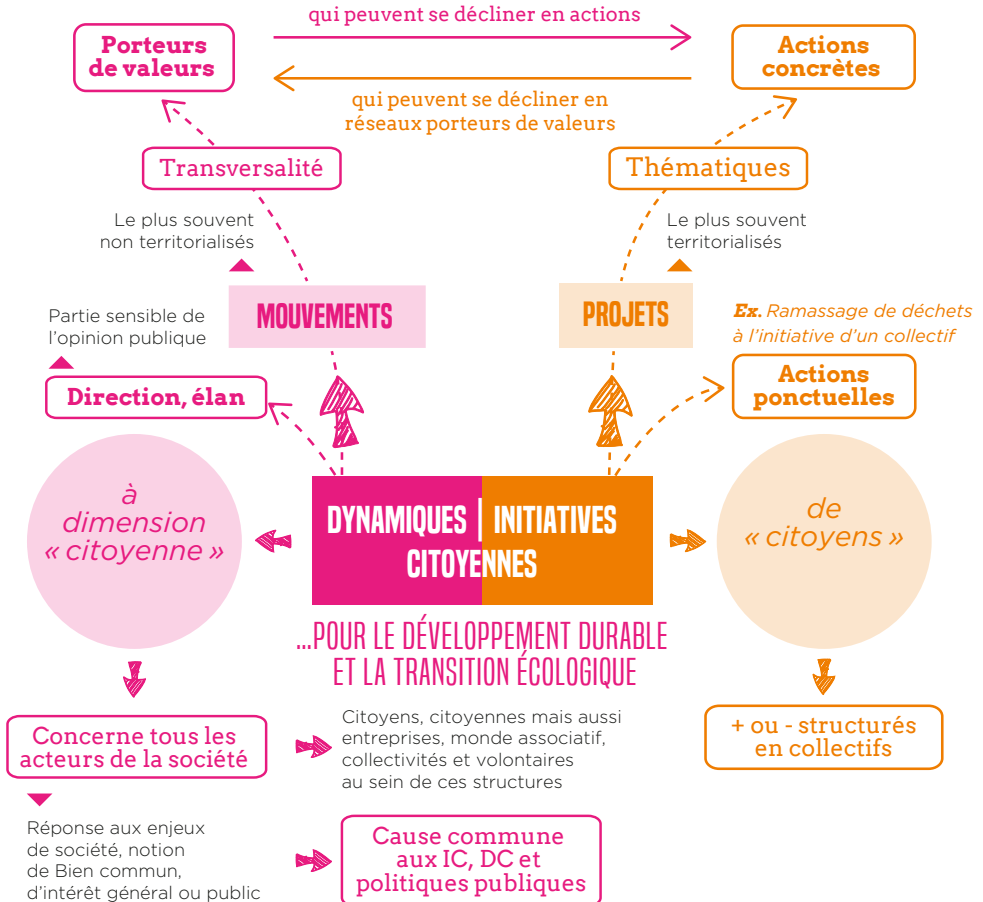 qui peuvent se décliner en actions
Porteurs
de valeurs
Actions
concrètes
qui peuvent se décliner en
réseaux porteurs de valeurs
Transversalité
Thématiques
Le plus souvent
non territorialisés
Le plus souvent
territorialisés
MOUVEMENTS
PROJETS
Partie sensible de
l’opinion publique
Ex. Ramassage de déchets
à l’initiative d’un collectif
Direction, élan
Actions
ponctuelles
à
dimension
« citoyenne »
DYNAMIQUES | INITIATIVES
CITOYENNES
de
« citoyens »
...POUR LE DÉVELOPPEMENT DURABLE
ET LA TRANSITION ÉCOLOGIQUE
Concerne tous les
acteurs de la société
Citoyens, citoyennes mais aussi
entreprises, monde associatif,
collectivités et volontaires
au sein de ces structures
+ ou - structurés
en collectifs
Réponse aux enjeux
de société, notion
de Bien commun,
d’intérêt général ou public
Cause commune
aux IC, DC et
politiques publiques